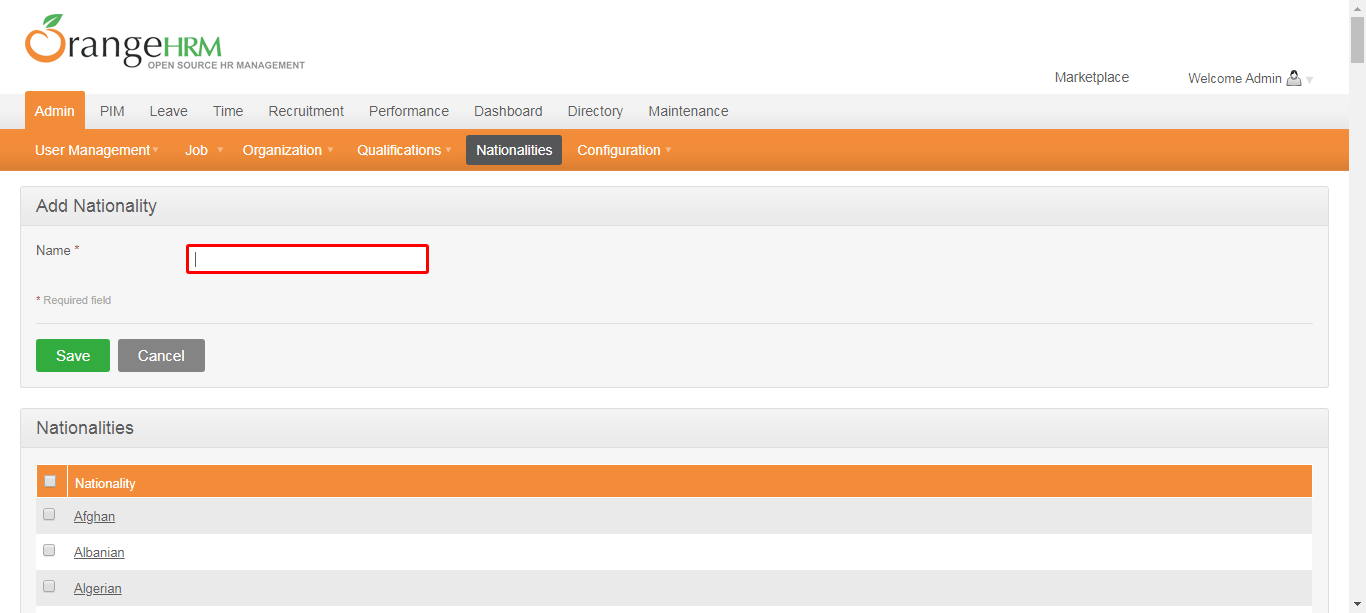 OrangeHRM
OPEN SOURCE HR MANAGEMENT
Marketplace
Welcome Admin
Admin PIM Leave Time Recruitment Performance Dashboard Directory Maintenance
User Management Job Organization Qualifications Nationalities Configuration
Add Nationality
Name *
* Required field
Save Cancel
Nationalities
Nationality
Afghan
Albanian
Algerian